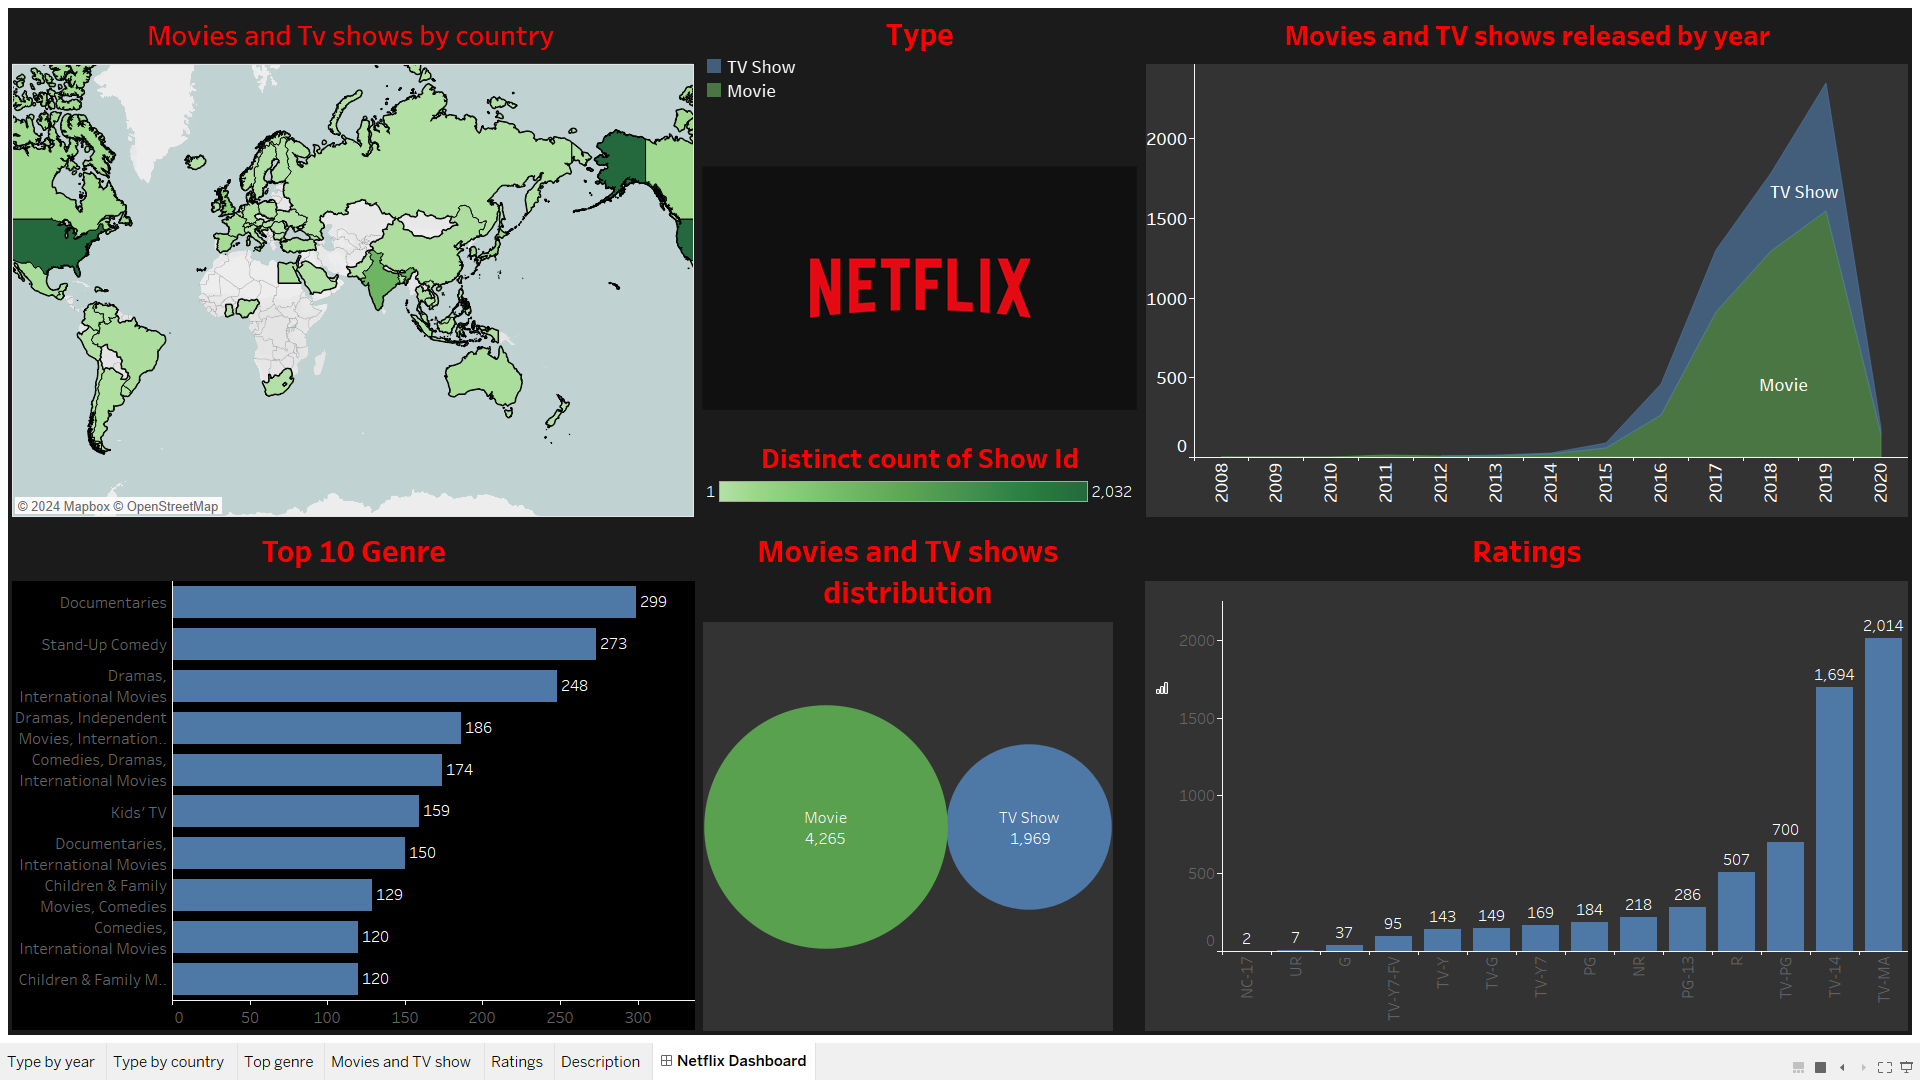 Movies and Tv shows by country
© 2024 Mapbox © OpenStreetMap
Type
TV Show
Movie
NETFLIX
Distinct count of Show Id
1
2,032
Movies and TV shows released by year
2000
1500
1000
500
0
TV Show
Movie
2008
2009
2010
2011
2012
2013
2014
2015
2016
2017
2018
2019
2020
Top 10 Genre
Documentaries
299
Stand-Up Comedy
273
Dramas,
International Movies
248
Dramas, Independent
Movies, Internation..
186
Comedies, Dramas,
International Movies
174
Kids’ TV
159
Documentaries,
International Movies
150
Children & Family
Movies, Comedies
129
Comedies,
International Movies
120
Children & Family M..
120
0
50
100
150
200
250
300
Movies and TV shows
distribution
Movie
4,265
TV Show
1,969
Ratings
2000
1500
1000
500
0
2
7
37
95
143
149
169
184
218
286
507
700
1,694
2,014
NC-17
UR
G
TV-Y7-FV
TV-Y
TV-G
TV-Y7
PG
NR
PG-13
R
TV-PG
TV-14
TV-MA
Type by year
Type by country
Top genre
Movies and TV show
Ratings
Description
Netflix Dashboard